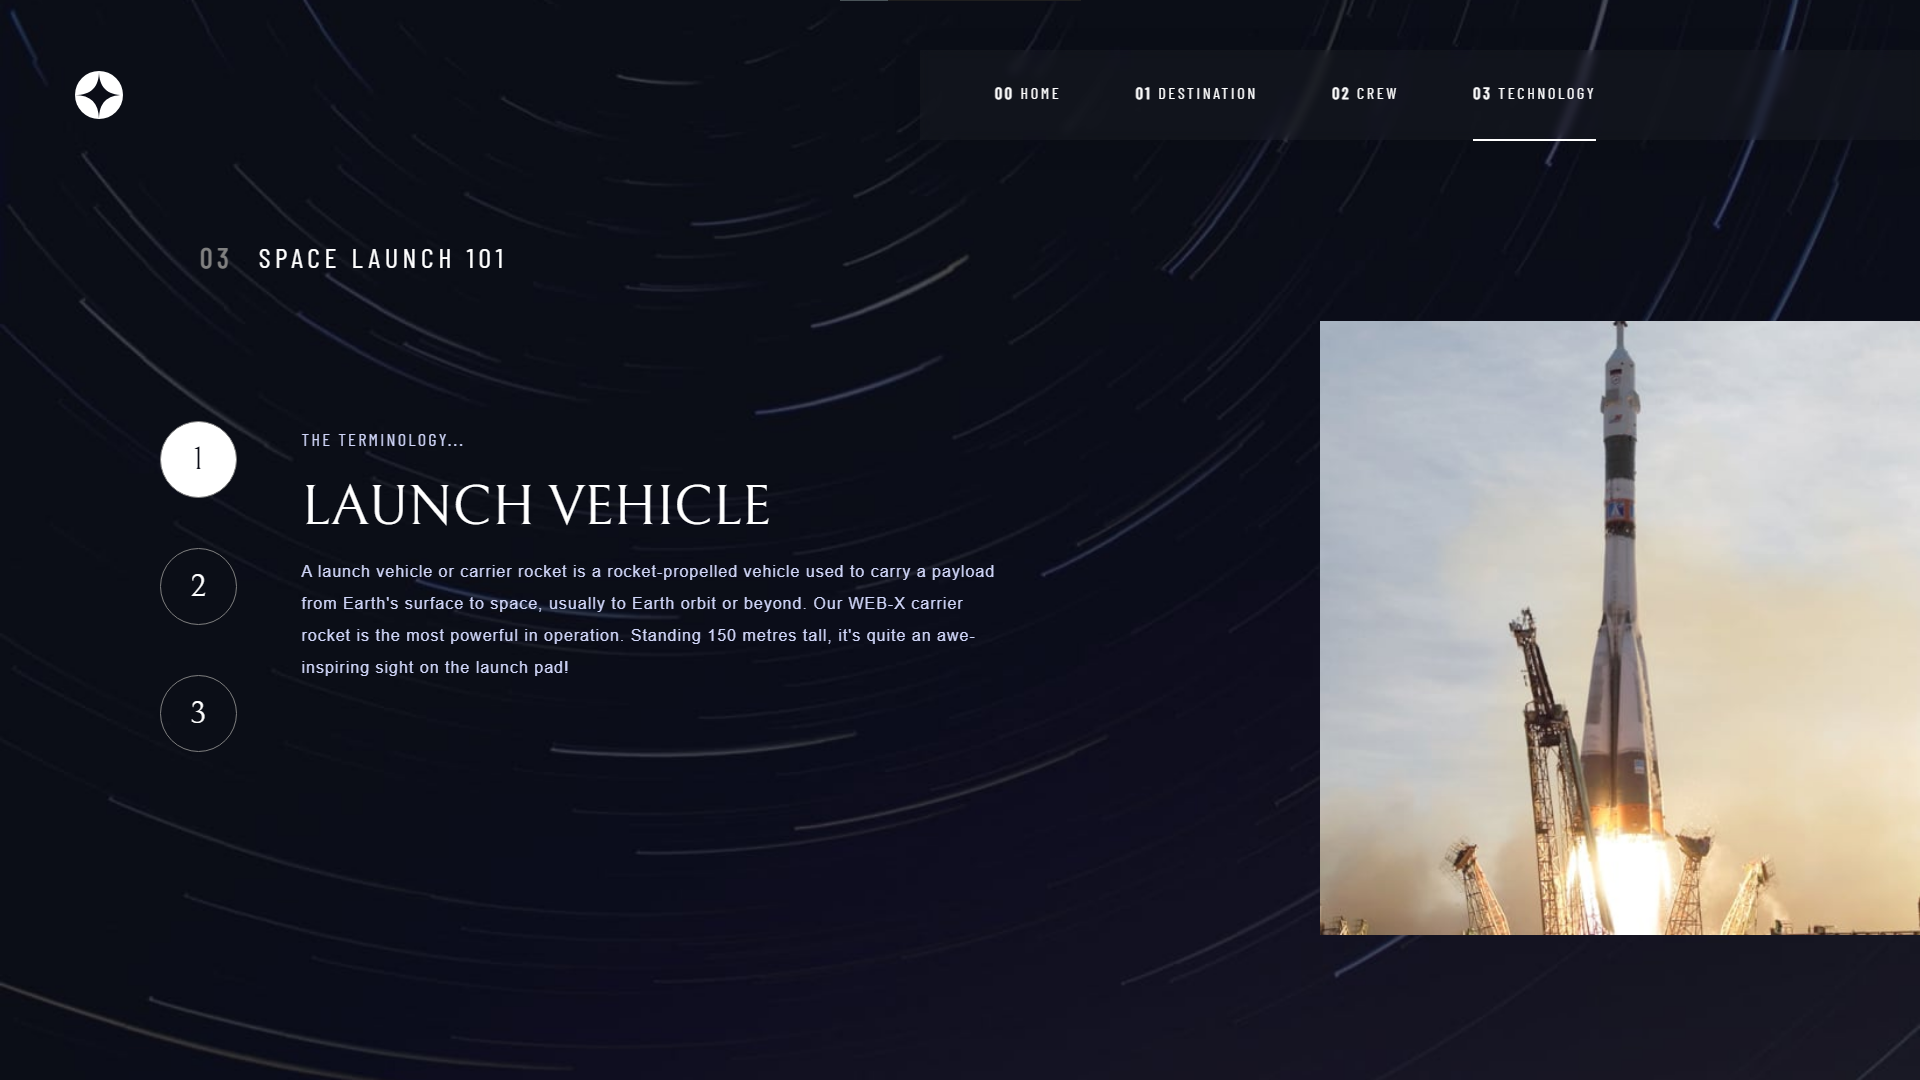 00 HOME
01 DESTINATION
02 CREW
03 TECHNOLOGY
03 SPACE LAUNCH 101
1
2
3
THE TERMINOLOGY...
LAUNCH VEHICLE
A launch vehicle or carrier rocket is a rocket-propelled vehicle used to carry a payload
from Earth's surface to space, usually to Earth orbit or beyond. Our WEB-X carrier
rocket is the most powerful in operation. Standing 150 metres tall, it's quite an awe-
inspiring sight on the launch pad!